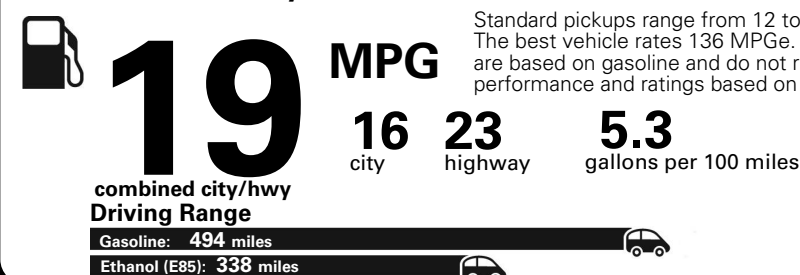 Standard pickups range from 12 to
The best vehicle rates 136 MPGe.
are based on gasoline and do not
performance and ratings based on
19
MPG
16 23 5.3
city highway gallons per 100 miles
combined city/hwy
Driving Range
Gasoline: 494 miles
Ethanol (E85): 338 miles